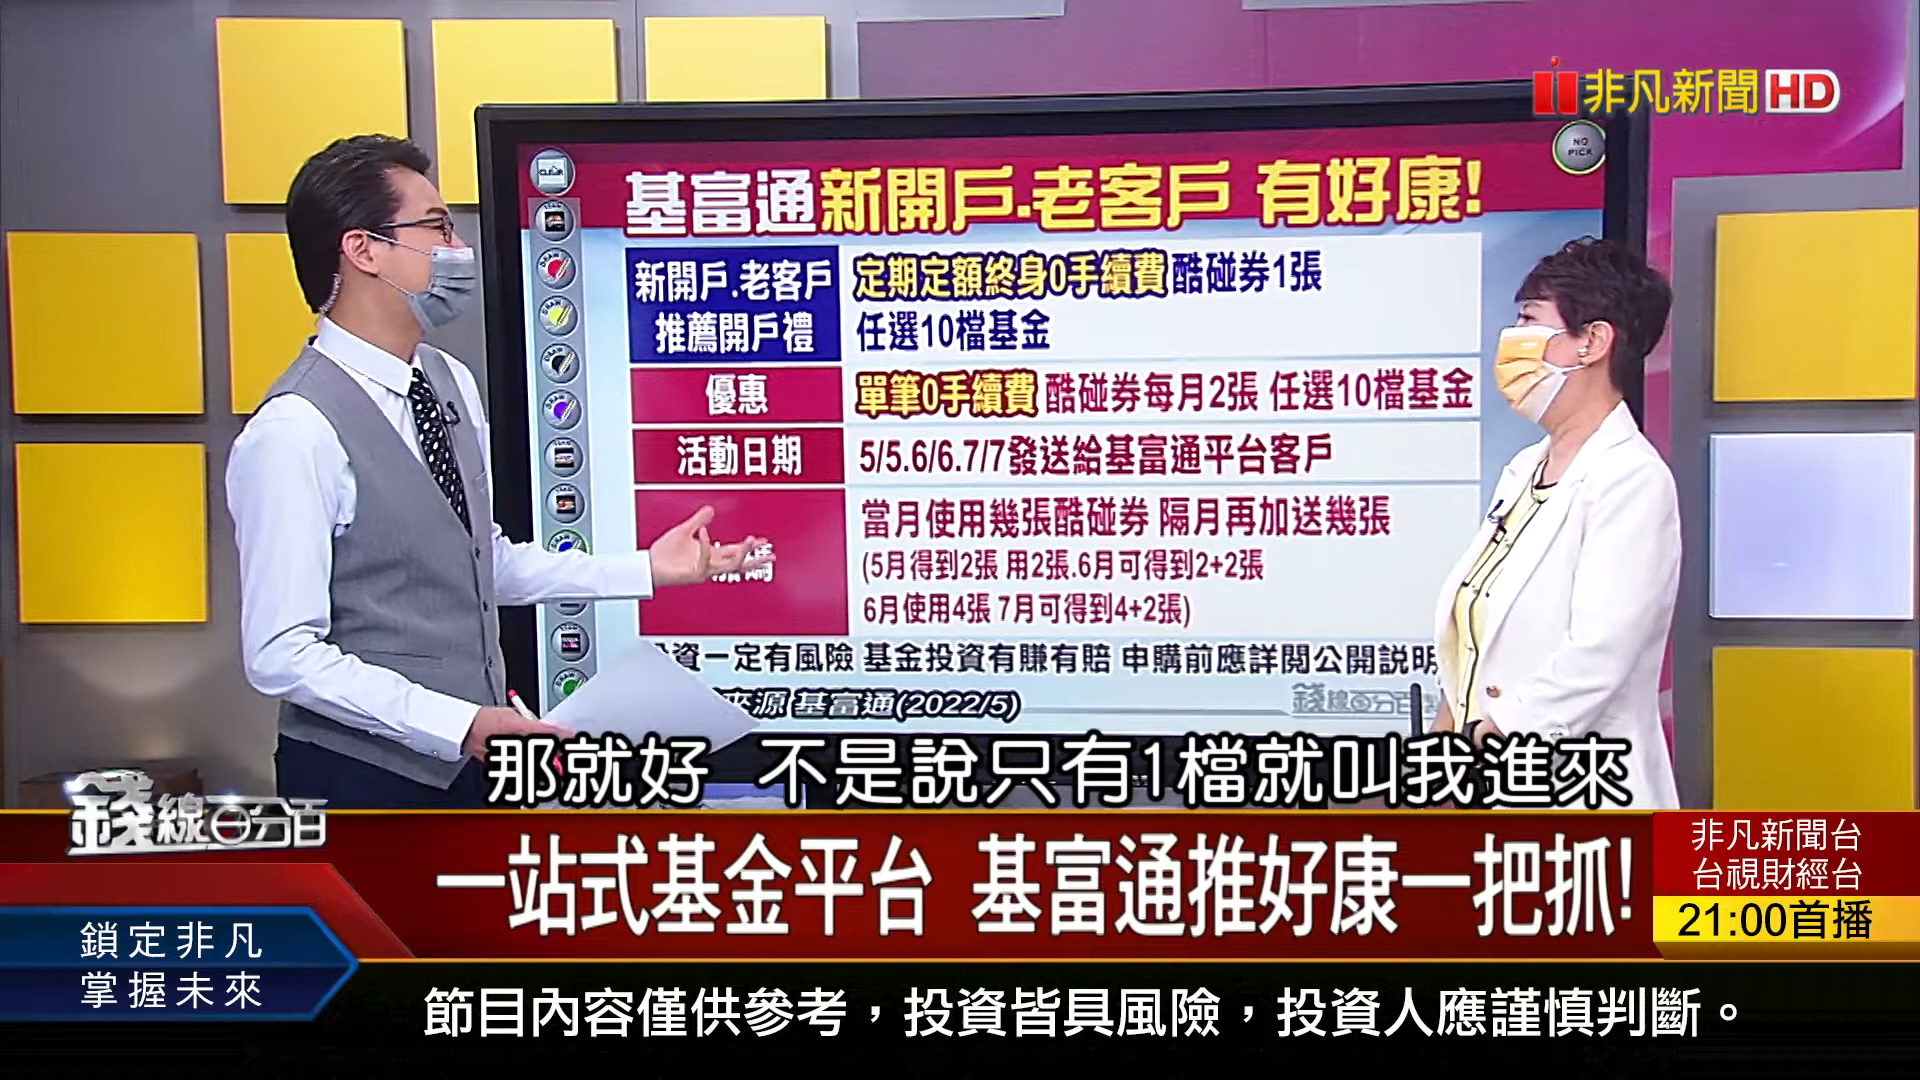 非凡新聞HD
NO PICK
CLEAR
基富通新開戶.老客戶 有好康!
新開戶.老客戶
推薦開戶禮
定期定額終身0手續費酷碰券1張
任選10檔基金
優惠
單筆0手續費 酷碰券每月2張 任選10檔基金
活動日期
5/5.6/6.7/7發送給基富通平台客戶
當月使用幾張酷碰券 隔月再加送幾張
(5月得到2張 用2張.6月可得到2+2張
6月使用4張 7月可得到4+2張)
投資一定有風險 基金投資有賺有賠 申購前應詳閱公開說明
來源 基富通(2022/5)
錢線百分百
那就好 不是說只有1檔就叫我進來
錢線百分百
一站式基金平台 基富通推好康一把抓!
非凡新聞台
台視財經台
21:00首播
鎖定非凡
掌握未來
節目內容僅供參考，投資皆具風險，投資人應謹慎判斷。